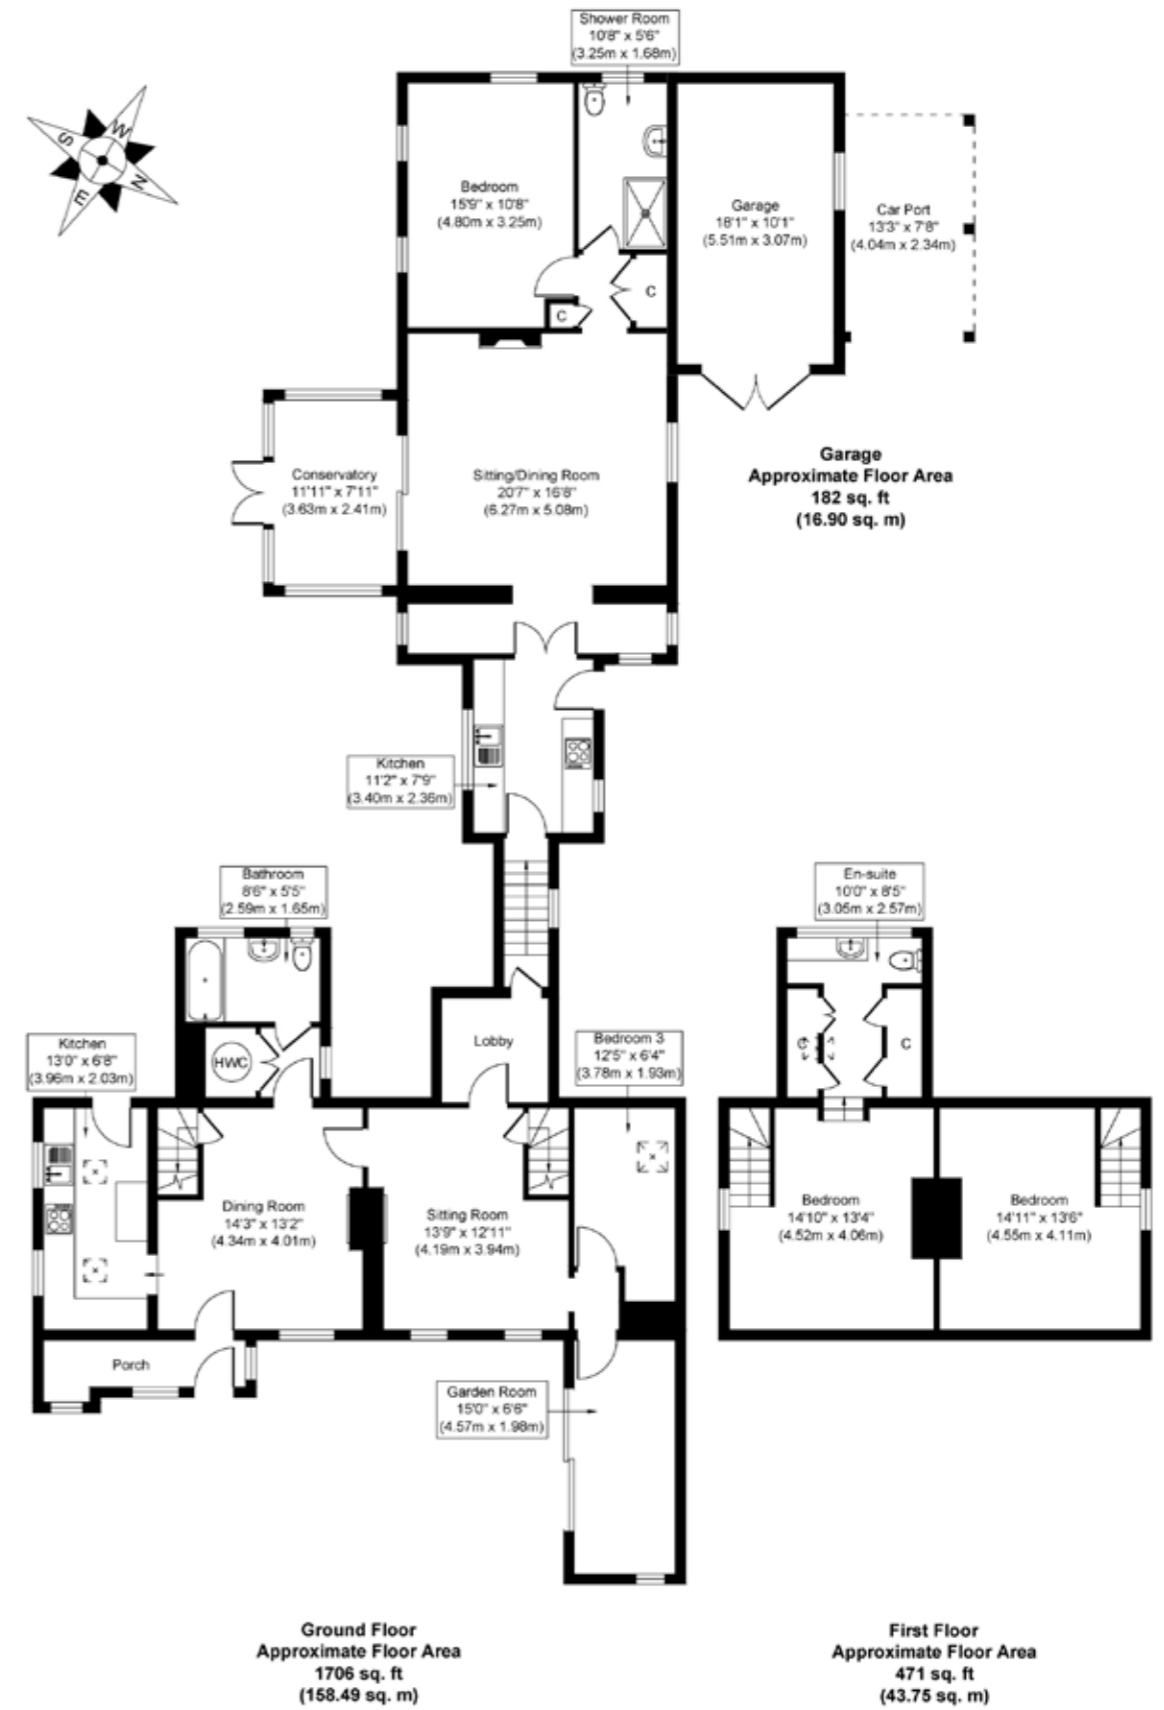 Shower Room
10'8" x 5'6"
(3.25m x 1.68m)
S
W
E
N
Bedroom
15'9" x 10'8"
(4.80m x 3.25m)
Garage
18'1" x 10'1"
(5.51m x 3.07m)
Car Port
13'3" x 7'8"
(4.04m x 2.34m)
C
C
Conservatory
11'11" x 7'11"
(3.63m x 2.41m)
Sitting/Dining Room
20'7" x 16'8"
(6.27m x 5.08m)
Garage
Approximate Floor Area
182 sq. ft
(16.90 sq. m)
Kitchen
11'2" x 7'9"
(3.40m x 2.36m)
Bathroom
8'6" x 5'5"
(2.59m x 1.65m)
En-suite
10'0" x 8'5"
(3.05m x 2.57m)
Kitchen
13'0" x 6'8"
(3.96m x 2.03m)
HWC
Lobby
Bedroom 3
12'5" x 6'4"
(3.78m x 1.93m)
C
C
Dining Room
14'3" x 13'2"
(4.34m x 4.01m)
Sitting Room
13'9" x 12'11"
(4.19m x 3.94m)
Bedroom
14'10" x 13'4"
(4.52m x 4.06m)
Bedroom
14'11" x 13'6"
(4.55m x 4.11m)
Porch
Garden Room
15'0" x 6'6"
(4.57m x 1.98m)
Ground Floor
Approximate Floor Area
1706 sq. ft
(158.49 sq. m)
First Floor
Approximate Floor Area
471 sq. ft
(43.75 sq. m)